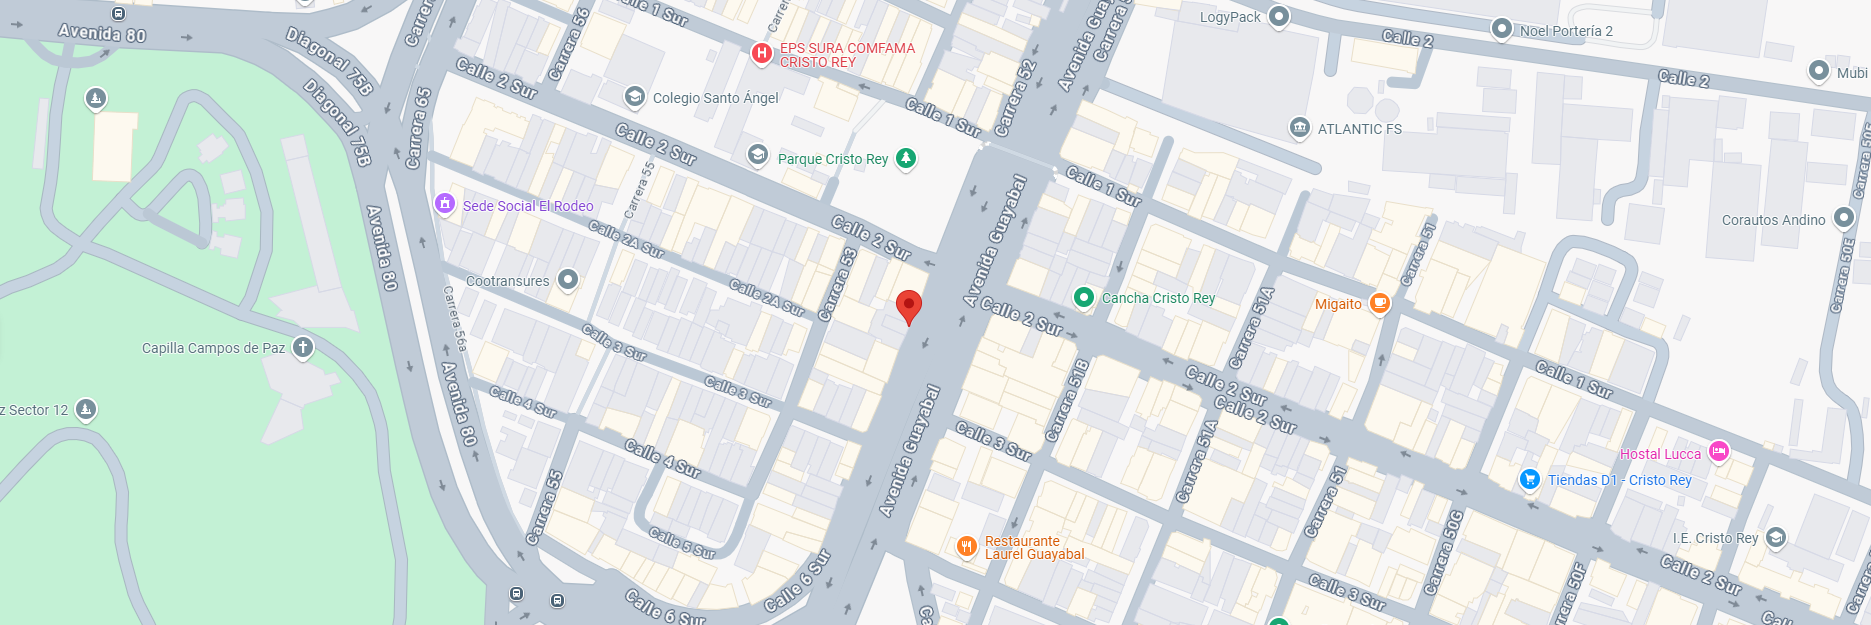 Avenida 80
Diagonal 75B
Diagonal 75B
Carrera 65
Carrera 56
Calle 1 Sur
EPS SURA COMFAMA
CRISTO REY
Calle 2 Sur
Colegio Santo Ángel
Calle 2 Sur
Parque Cristo Rey
Calle 1 Sur
Carrera 52
LogyPack
Calle 2
Noel Portería 2
Calle 2
Mubi
ATLANTIC FS
Carrera 55
Sede Social El Rodeo
Calle 2A Sur
Calle 2 Sur
Avenida Guayabal
Calle 1 Sur
Carrera 51
Corautos Andino
Carrera 50E
Avenida 80
Cootransures
Calle 2A Sur
Carrera 53
Calle 2 Sur
Cancha Cristo Rey
Carrera 51A
Migaito
Carrera 56a
Capilla Campos de Paz
Calle 3 Sur
Calle 3 Sur
Avenida 80
Calle 4 Sur
z Sector 12
Carrera 51B
Calle 2 Sur
Calle 2 Sur
Calle 1 Sur
Calle 4 Sur
Avenida Guayabal
Calle 3 Sur
Carrera 51A
Carrera 51
Hostal Lucca
Tiendas D1 - Cristo Rey
Carrera 55
Calle 5 Sur
Restaurante
Laurel Guayabal
Carrera 50G
I.E. Cristo Rey
Calle 6 Sur
Calle 6 Sur
Calle 3 Sur
Calle 2 Sur